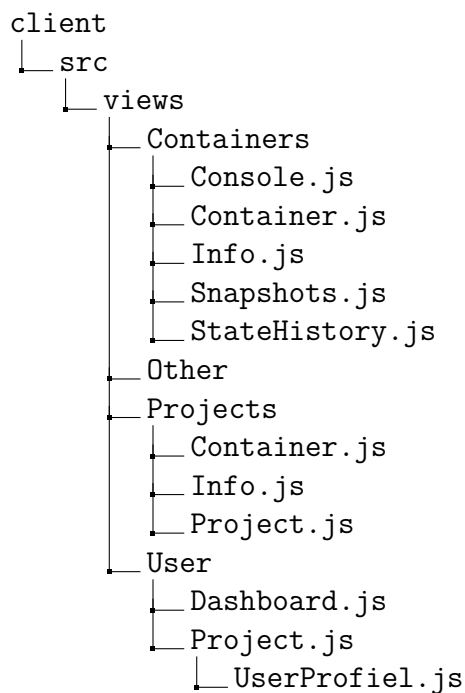 client
src
views
Containers
Console.js
Container.js
Info.js
Snapshots.js
StateHistory.js
Other
Projects
Container.js
Info.js
Project.js
User
Dashboard.js
Project.js
UserProfiel.js